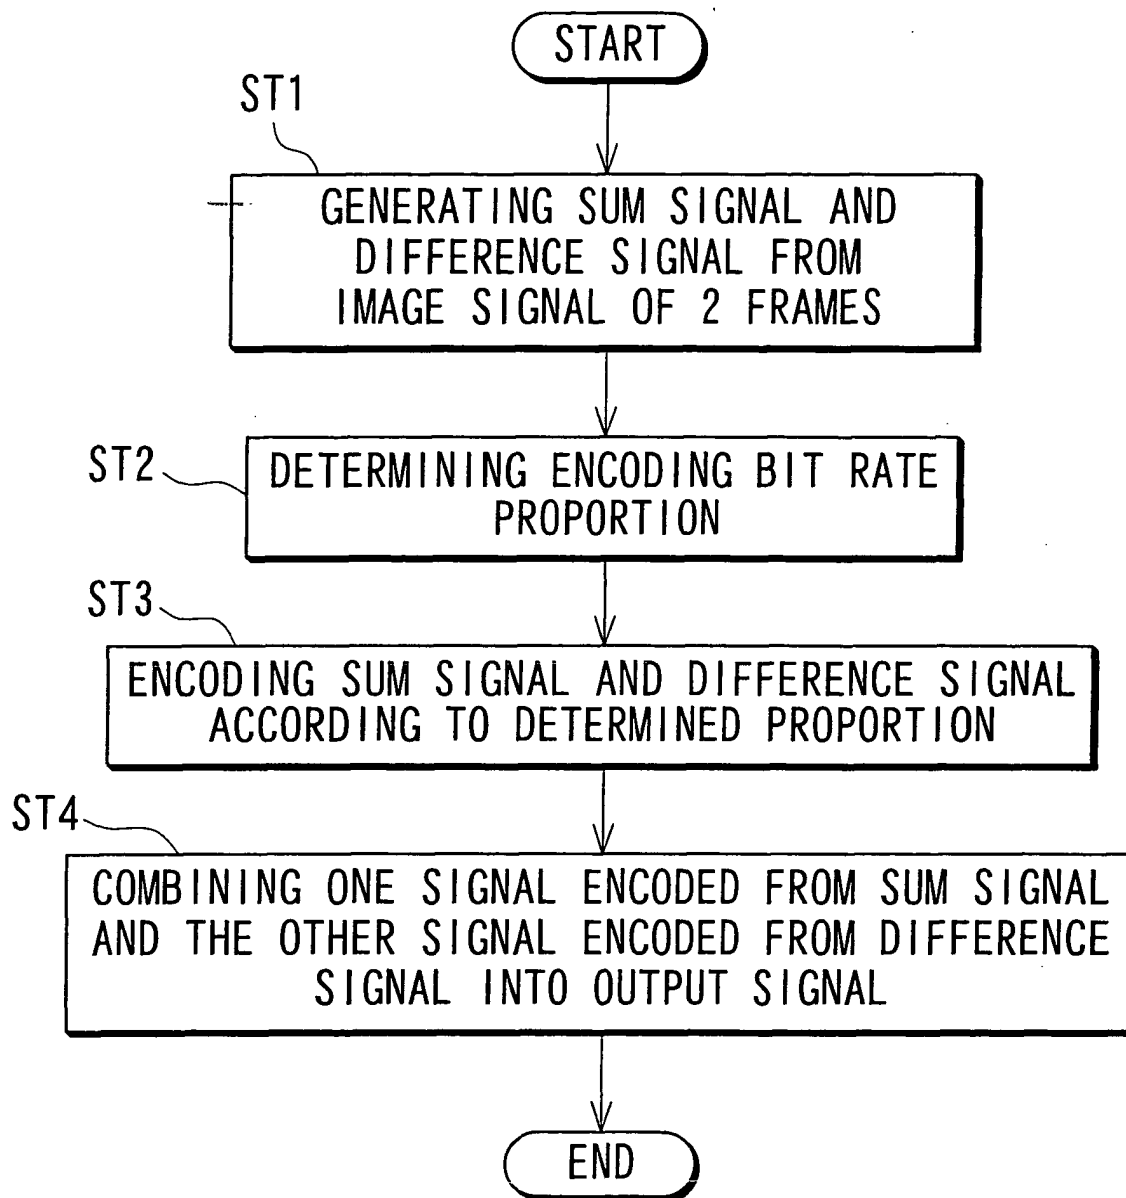 START
ST1
GENERATING SUM SIGNAL AND
DIFFERENCE SIGNAL FROM
IMAGE SIGNAL OF 2 FRAMES
ST2
DETERMINING ENCODING BIT RATE
PROPORTION
ST3
ENCODING SUM SIGNAL AND DIFFERENCE SIGNAL
ACCORDING TO DETERMINED PROPORTION
ST4
COMBINING ONE SIGNAL ENCODED FROM SUM SIGNAL
AND THE OTHER SIGNAL ENCODED FROM DIFFERENCE
SIGNAL INTO OUTPUT SIGNAL
END